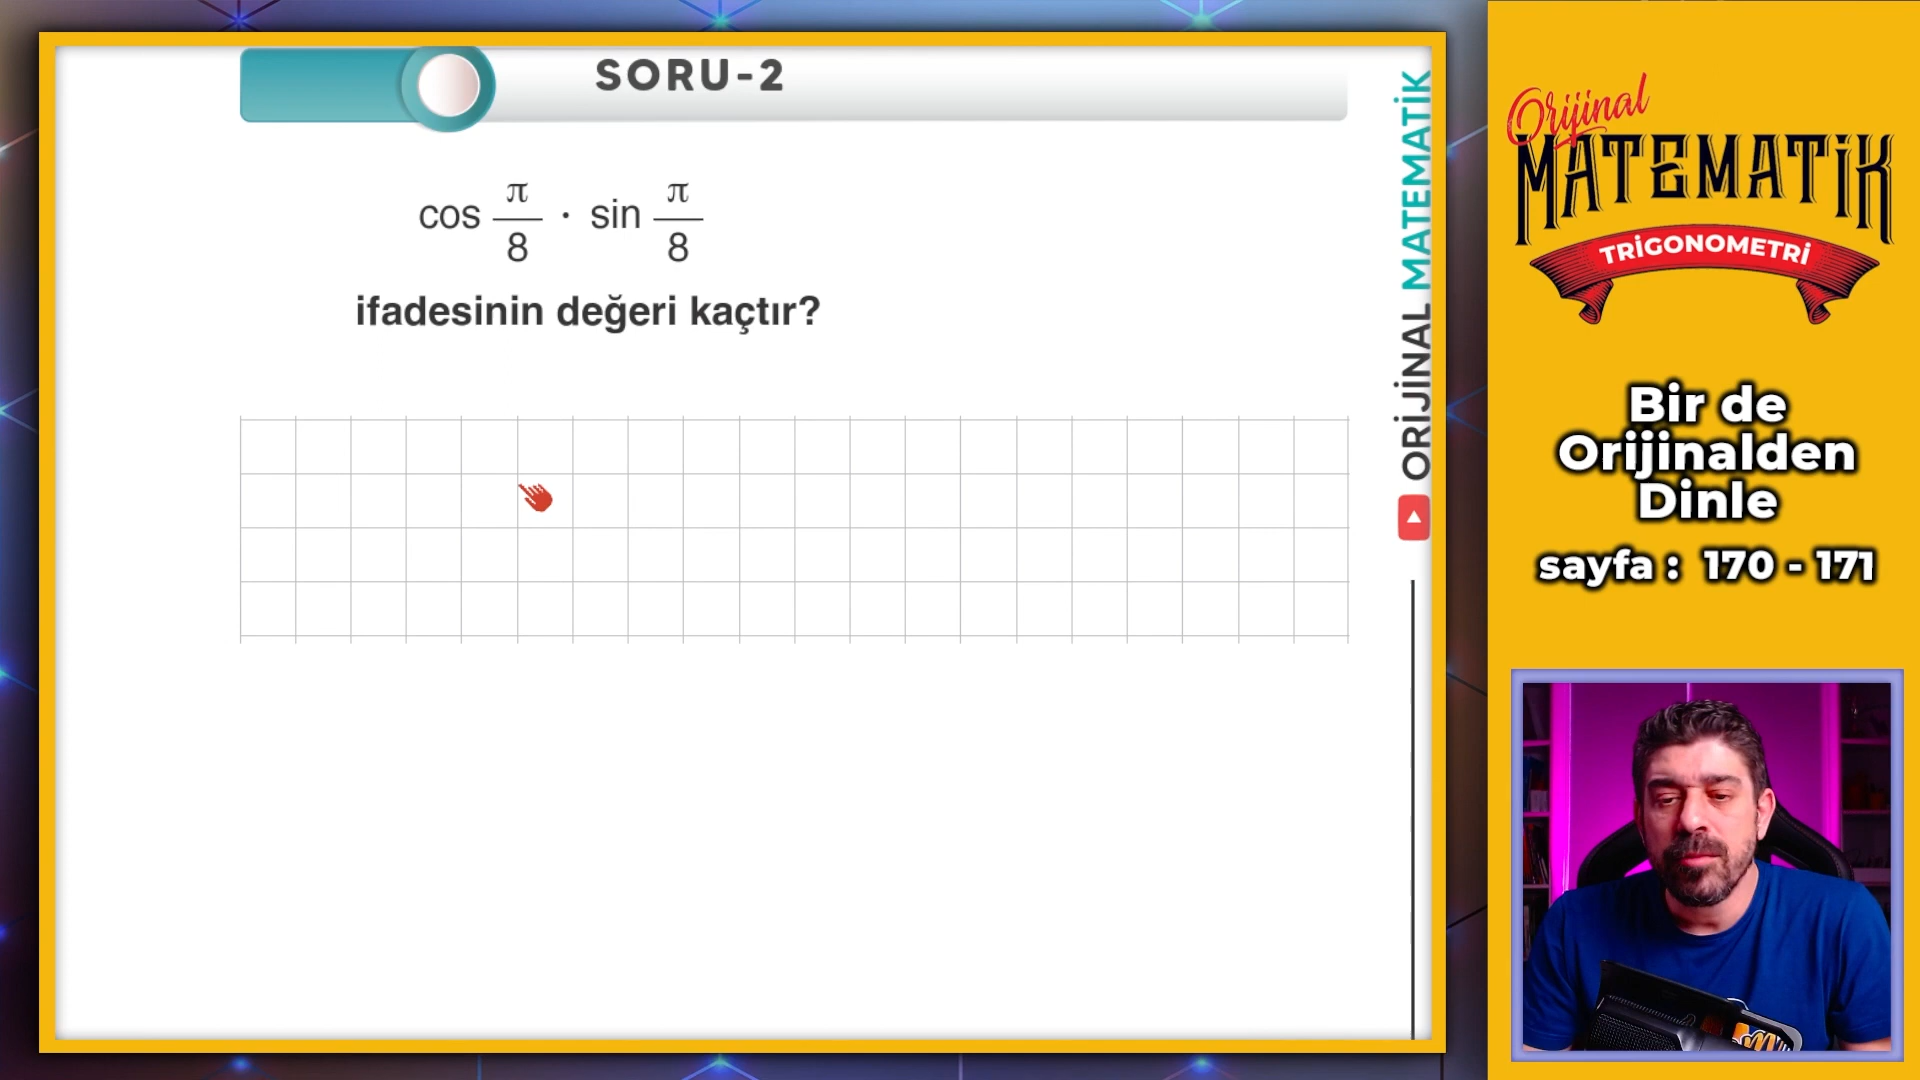 SORU-2
cos π/8 · sin π/8
ifadesinin değeri kaçtır?
ORİJİNAL MATEMATİK
Orijinal
MATEMATİK
TRİGONOMETRİ
Bir de
Orijinalden
Dinle
sayfa : 170 - 171